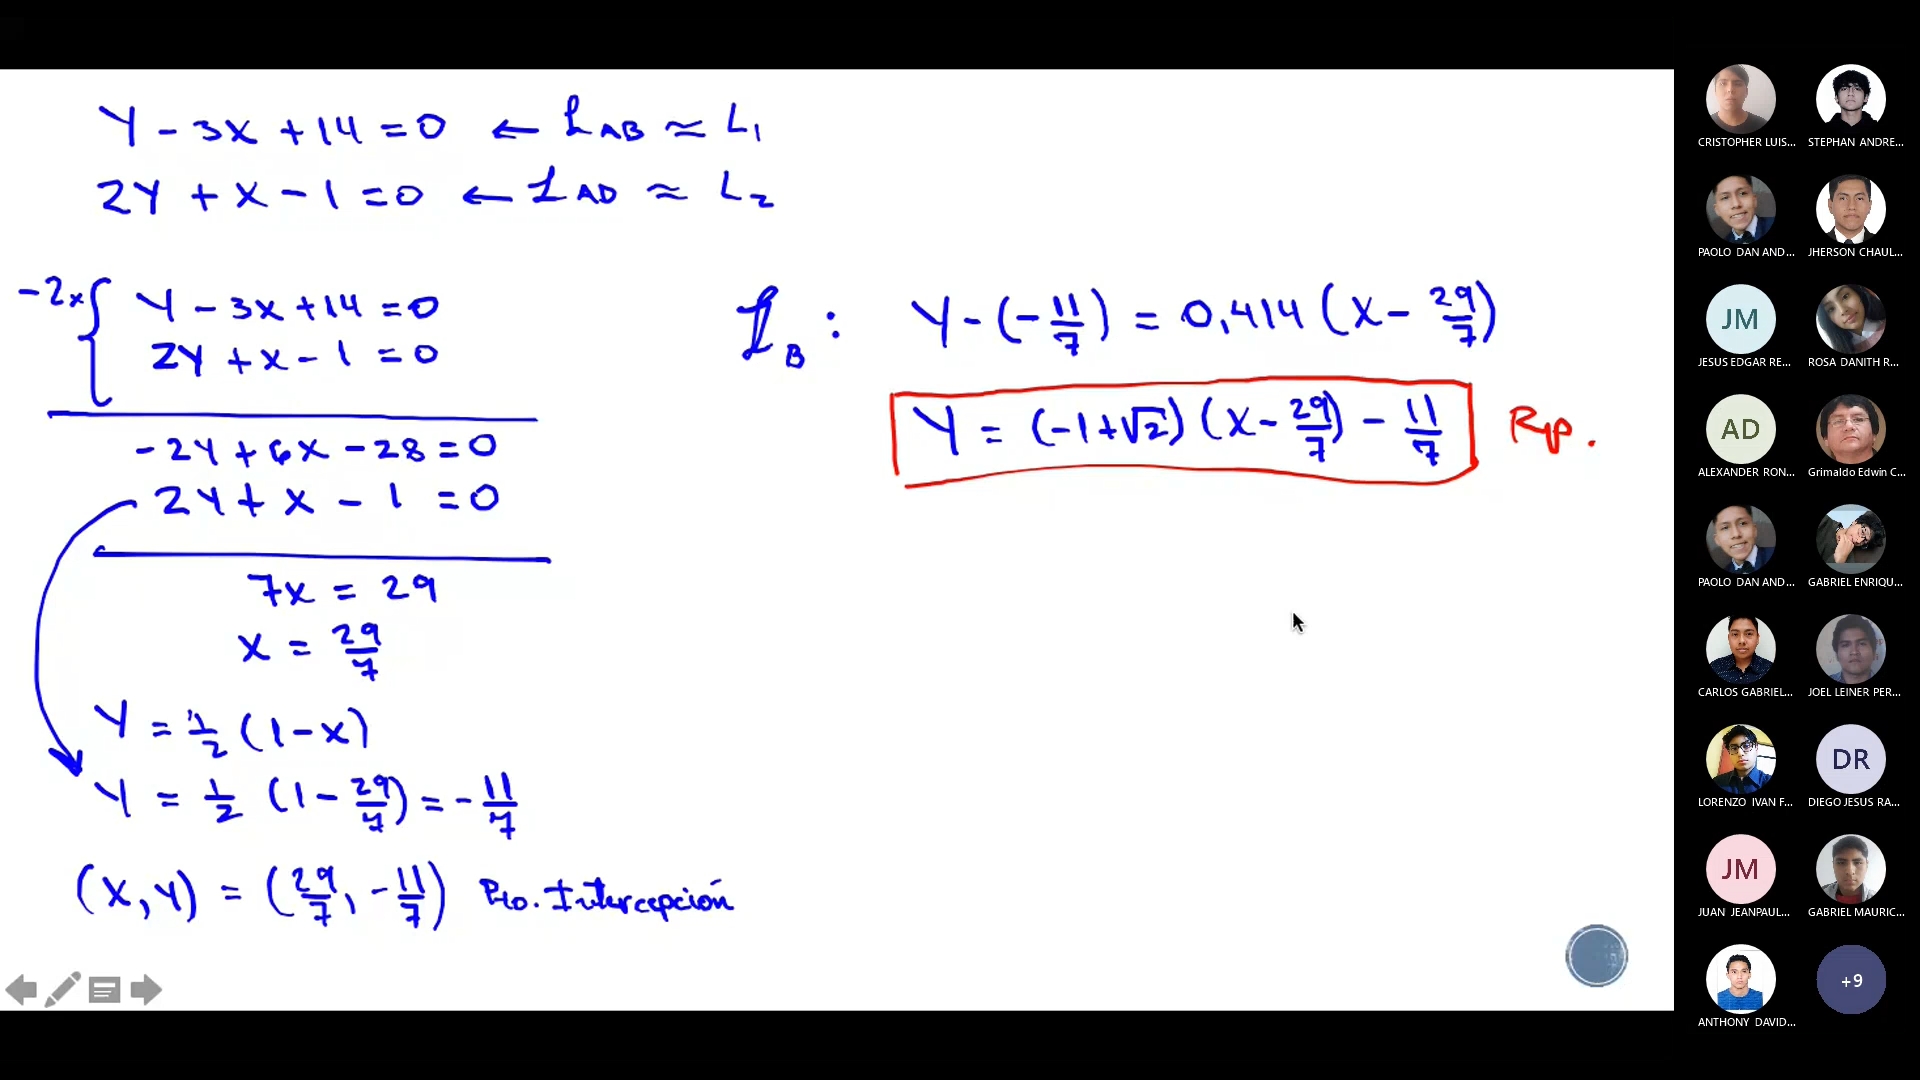 Y - 3X + 14 = 0 ← ℒAB ≈ L₁
2Y + X - 1 = 0 ← ℒAD ≈ L₂
-2x { Y - 3X + 14 = 0
2Y + X - 1 = 0
-2Y + 6X - 28 = 0
2Y + X - 1 = 0
7X = 29
X = 29/7
Y = 1/2 (1 - X)
Y = 1/2 (1 - 29/7) = - 11/7
(X, Y) = (29/7, - 11/7) Pto. Intercepción
ℒB : Y - (- 11/7) = 0,414 (X - 29/7)
Y = (-1 + √2) (X - 29/7) - 11/7 Rp.
CRISTOPHER LUIS...
STEPHAN ANDRE...
PAOLO DAN AND...
JHERSON CHAUL...
JM
JESUS EDGAR RE...
ROSA DANITH R...
AD
ALEXANDER RON...
Grimaldo Edwin C...
PAOLO DAN AND...
GABRIEL ENRIQU...
CARLOS GABRIEL...
JOEL LEINER PER...
LORENZO IVAN F...
DR
DIEGO JESUS RA...
JM
JUAN JEANPAUL...
GABRIEL MAURIC...
ANTHONY DAVID...
+9